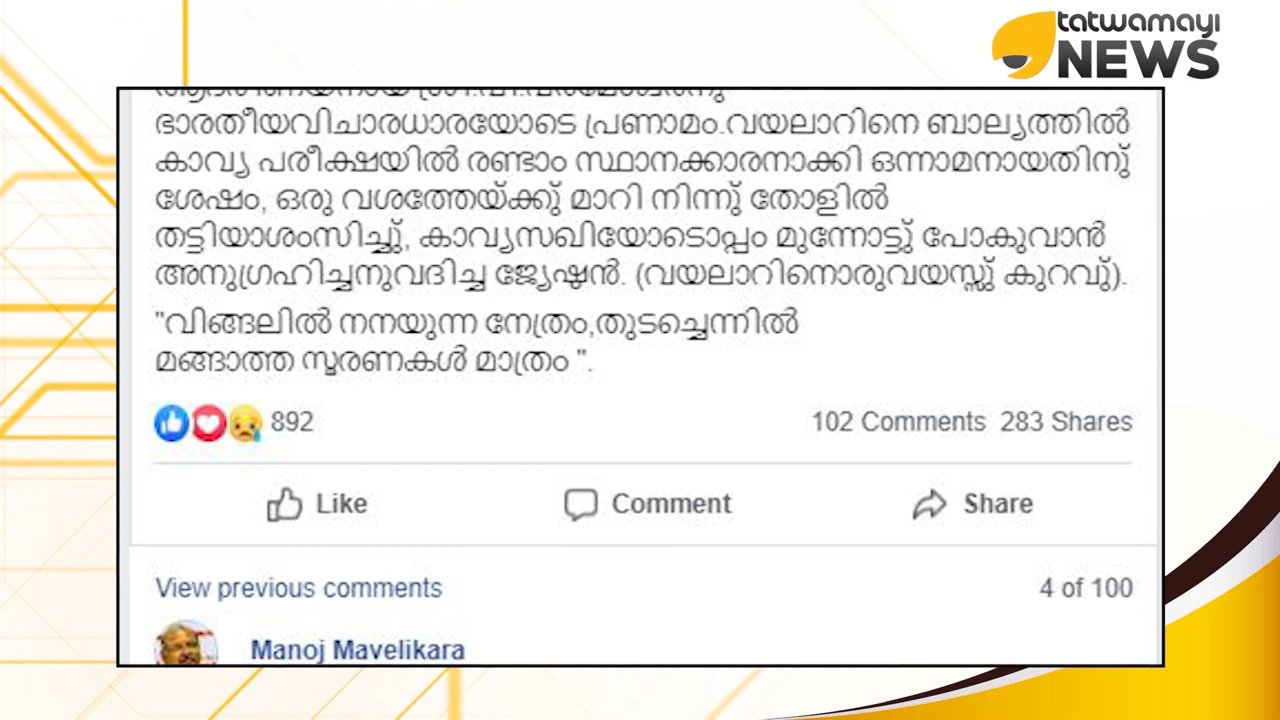 tatwamayi
NEWS
ഭാരതീയവിചാരധാരയോടെ പ്രണാമം.വയലാറിനെ ബാല്യത്തിൽ
കാവ്യ പരീക്ഷയിൽ രണ്ടാം സ്ഥാനക്കാരനാക്കി ഒന്നാമനായതിനു്
ശേഷം, ഒരു വശത്തേയ്ക്കു് മാറി നിന്നു് തോളിൽ
തട്ടിയാശംസിച്ചു്, കാവ്യസഖിയോടൊപ്പം മുന്നോട്ടു് പോകുവാൻ
അനുഗ്രഹിച്ചനുവദിച്ച ജ്യേഷ്ഠൻ. (വയലാറിനൊരുവയസ്സു് കുറവു്).
"വിങ്ങലിൽ നനയുന്ന നേത്രം,തുടച്ചെന്നിൽ
മങ്ങാത്ത സ്മരണകൾ മാത്രം ".
892 102 Comments 283 Shares
Like Comment Share
View previous comments 4 of 100
Manoj Mavelikara